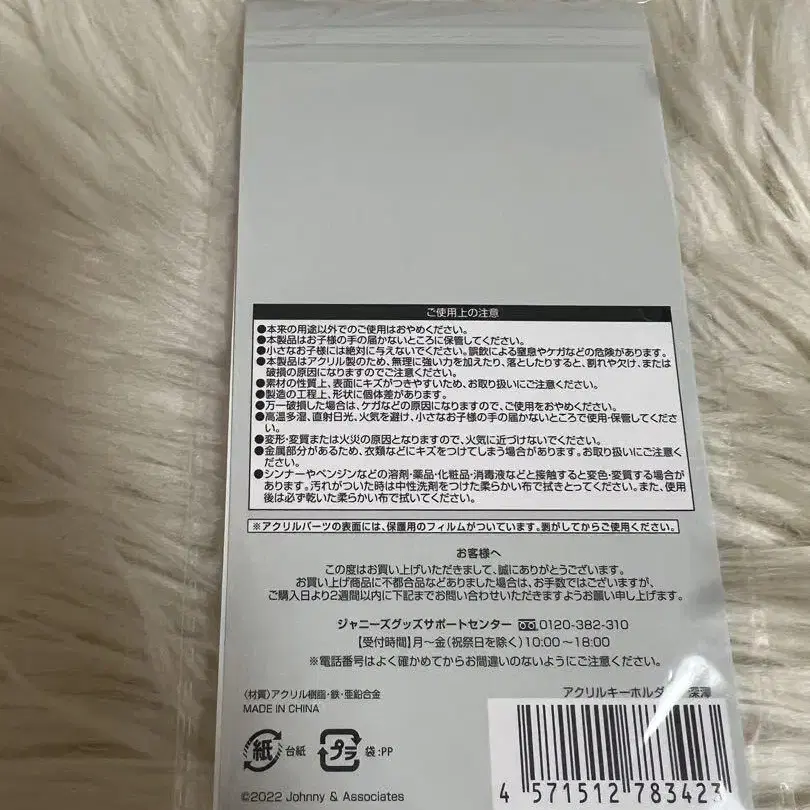 ご使用上の注意
●本来の用途以外でのご使用はおやめください。
●本製品はお子様の手の届かないところに保管してください。
●小さなお子様には絶対に与えないでください。誤飲による窒息やケガなどの危険があります。
●本製品はアクリル製のため、無理に強い力を加えたり、落としたりすると、割れや欠け、または
破損の原因になりますのでご注意ください。
●素材の性質上、表面にキズがつきやすいため、お取り扱いにご注意ください。
●製造の工程上、形状に個体差があります。
●万一破損した場合は、ケガなどの原因になりますので、ご使用をおやめください。
●高温多湿、直射日光、火気を避け、小さなお子様の手の届かないところで使用・保管してくださ
い。
●変形・変質または火災の原因となりますので、火気に近づけないでください。
●金属部分があるため、衣類などにキズをつけてしまう場合があります。お取り扱いにご注意く
ださい。
●シンナーやベンジンなどの溶剤・薬品・化粧品・消毒液などと接触すると変色・変質する場合が
あります。汚れがついた時は中性洗剤をつけた柔らかい布で拭きとってください。また、使用
後は必ず乾いた柔らかい布で拭いてください。
※アクリルパーツの表面には、保護用のフィルムがついています。剥がしてからご使用ください。
お客様へ
この度はお買い上げいただきまして、誠にありがとうございます。
お買い上げ商品に不都合品などありました場合は、お手数ではございますが、
ご購入日より2週間以内に下記までお問い合わせいただきますようお願い申し上げます。
ジャニーズグッズサポートセンター 0120-382-310
【受付時間】月～金(祝祭日を除く)10:00～18:00
※電話番号はよく確かめてからお間違いのないようにご注意ください。
〈材質〉アクリル樹脂・鉄・亜鉛合金
MADE IN CHINA
アクリルキーホルダ 深澤
紙 台紙 プラ 袋:PP
4 571512 783423
©2022 Johnny & Associates